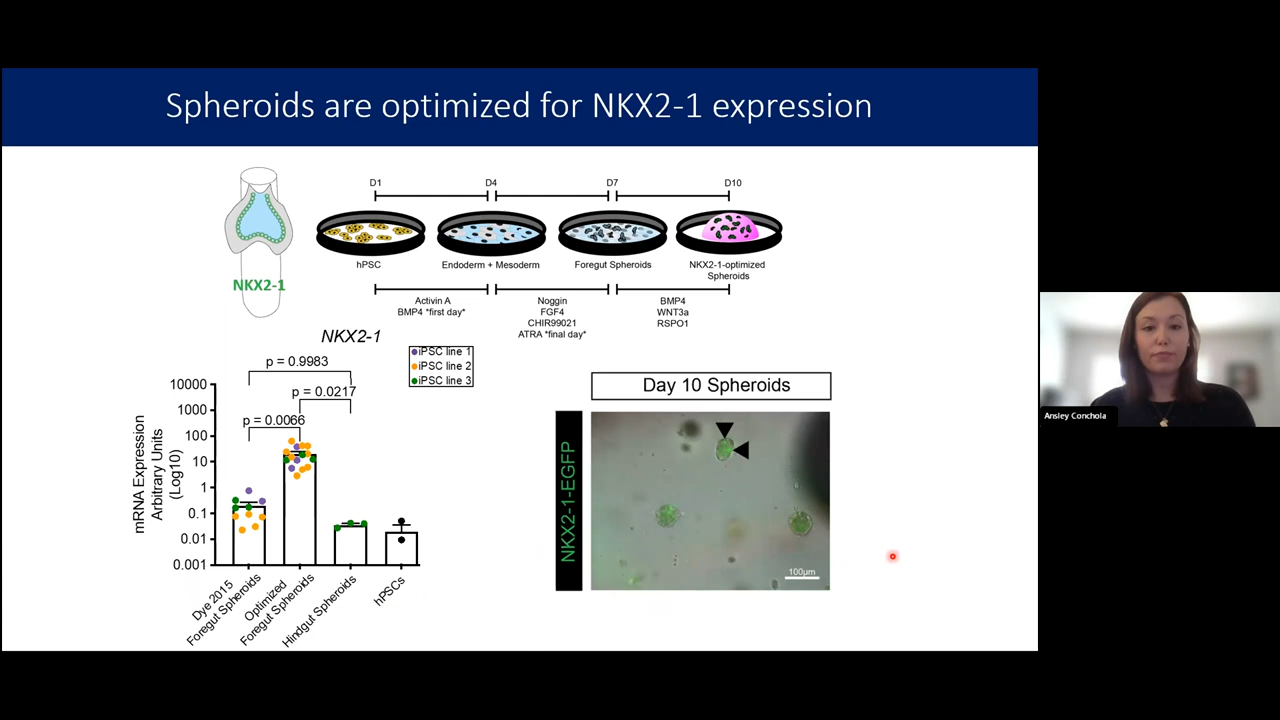 Spheroids are optimized for NKX2-1 expression
NKX2-1
D1 D4 D7 D10
hPSC
Endoderm + Mesoderm
Foregut Spheroids
NKX2-1-optimized
Spheroids
Activin A
BMP4 *first day*
Noggin
FGF4
CHIR99021
ATRA *final day*
BMP4
WNT3a
RSPO1
NKX2-1
iPSC line 1
iPSC line 2
iPSC line 3
p = 0.9983
p = 0.0217
p = 0.0066
mRNA Expression
Arbitrary Units
(Log10)
10000
1000
100
10
1
0.1
0.01
0.001
Dye 2015
Foregut Spheroids
Optimized
Foregut Spheroids
Hindgut Spheroids
hPSCs
Day 10 Spheroids
NKX2-1-EGFP
100µm
Ansley Conchola